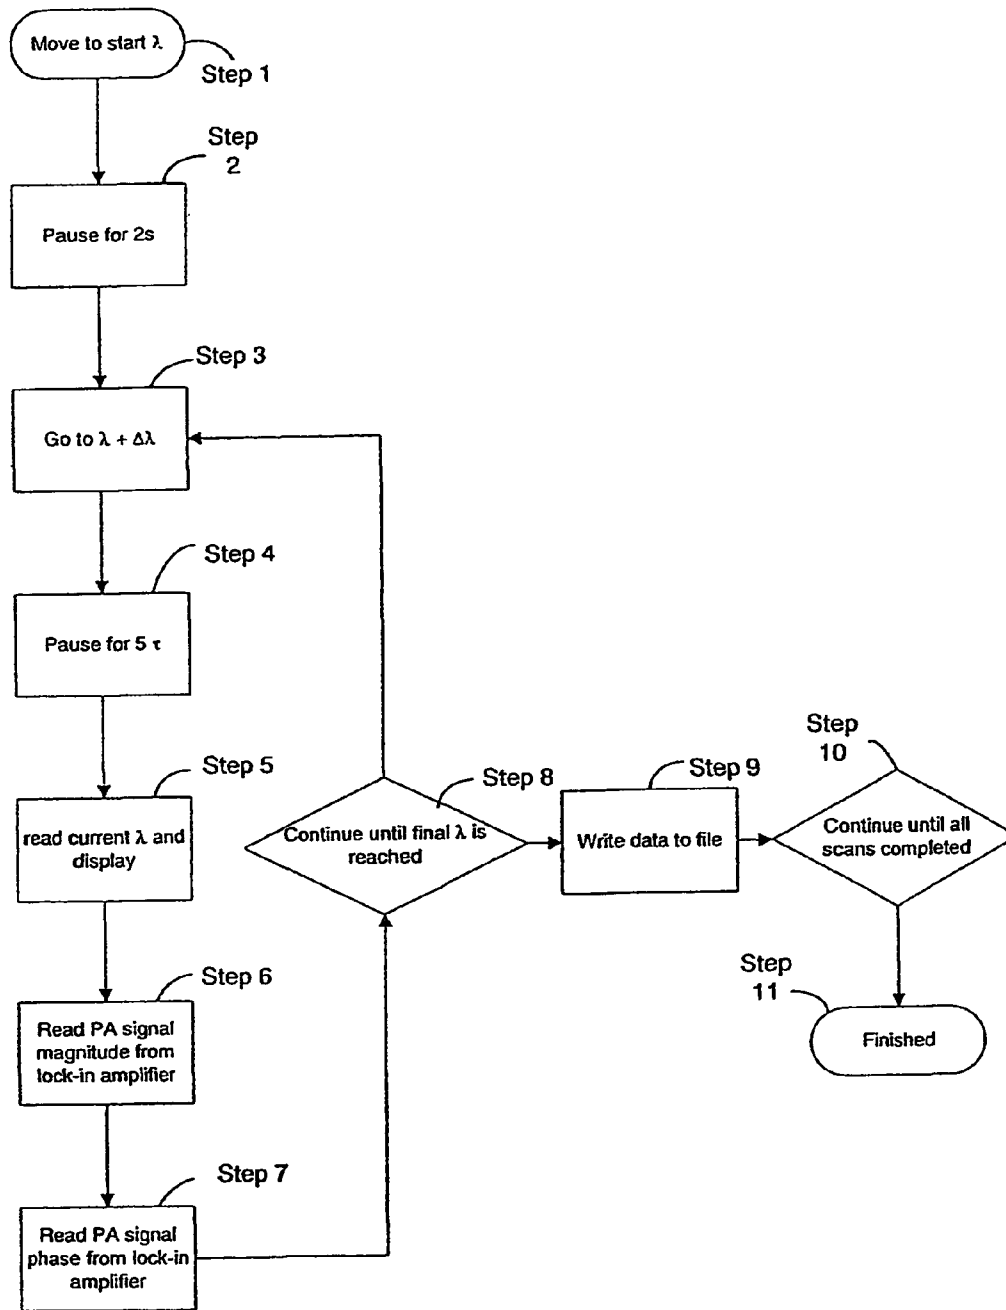 Move to start λ
Step 1
Step
2
Pause for 2s
Step 3
Go to λ + Δλ
Step 4
Pause for 5 τ
Step 5
read current λ and
display
Step 6
Read PA signal
magnitude from
lock-in amplifier
Step 7
Read PA signal
phase from lock-in
amplifier
Step 8
Continue until final λ is
reached
Step 9
Write data to file
Step
10
Continue until all
scans completed
Step
11
Finished